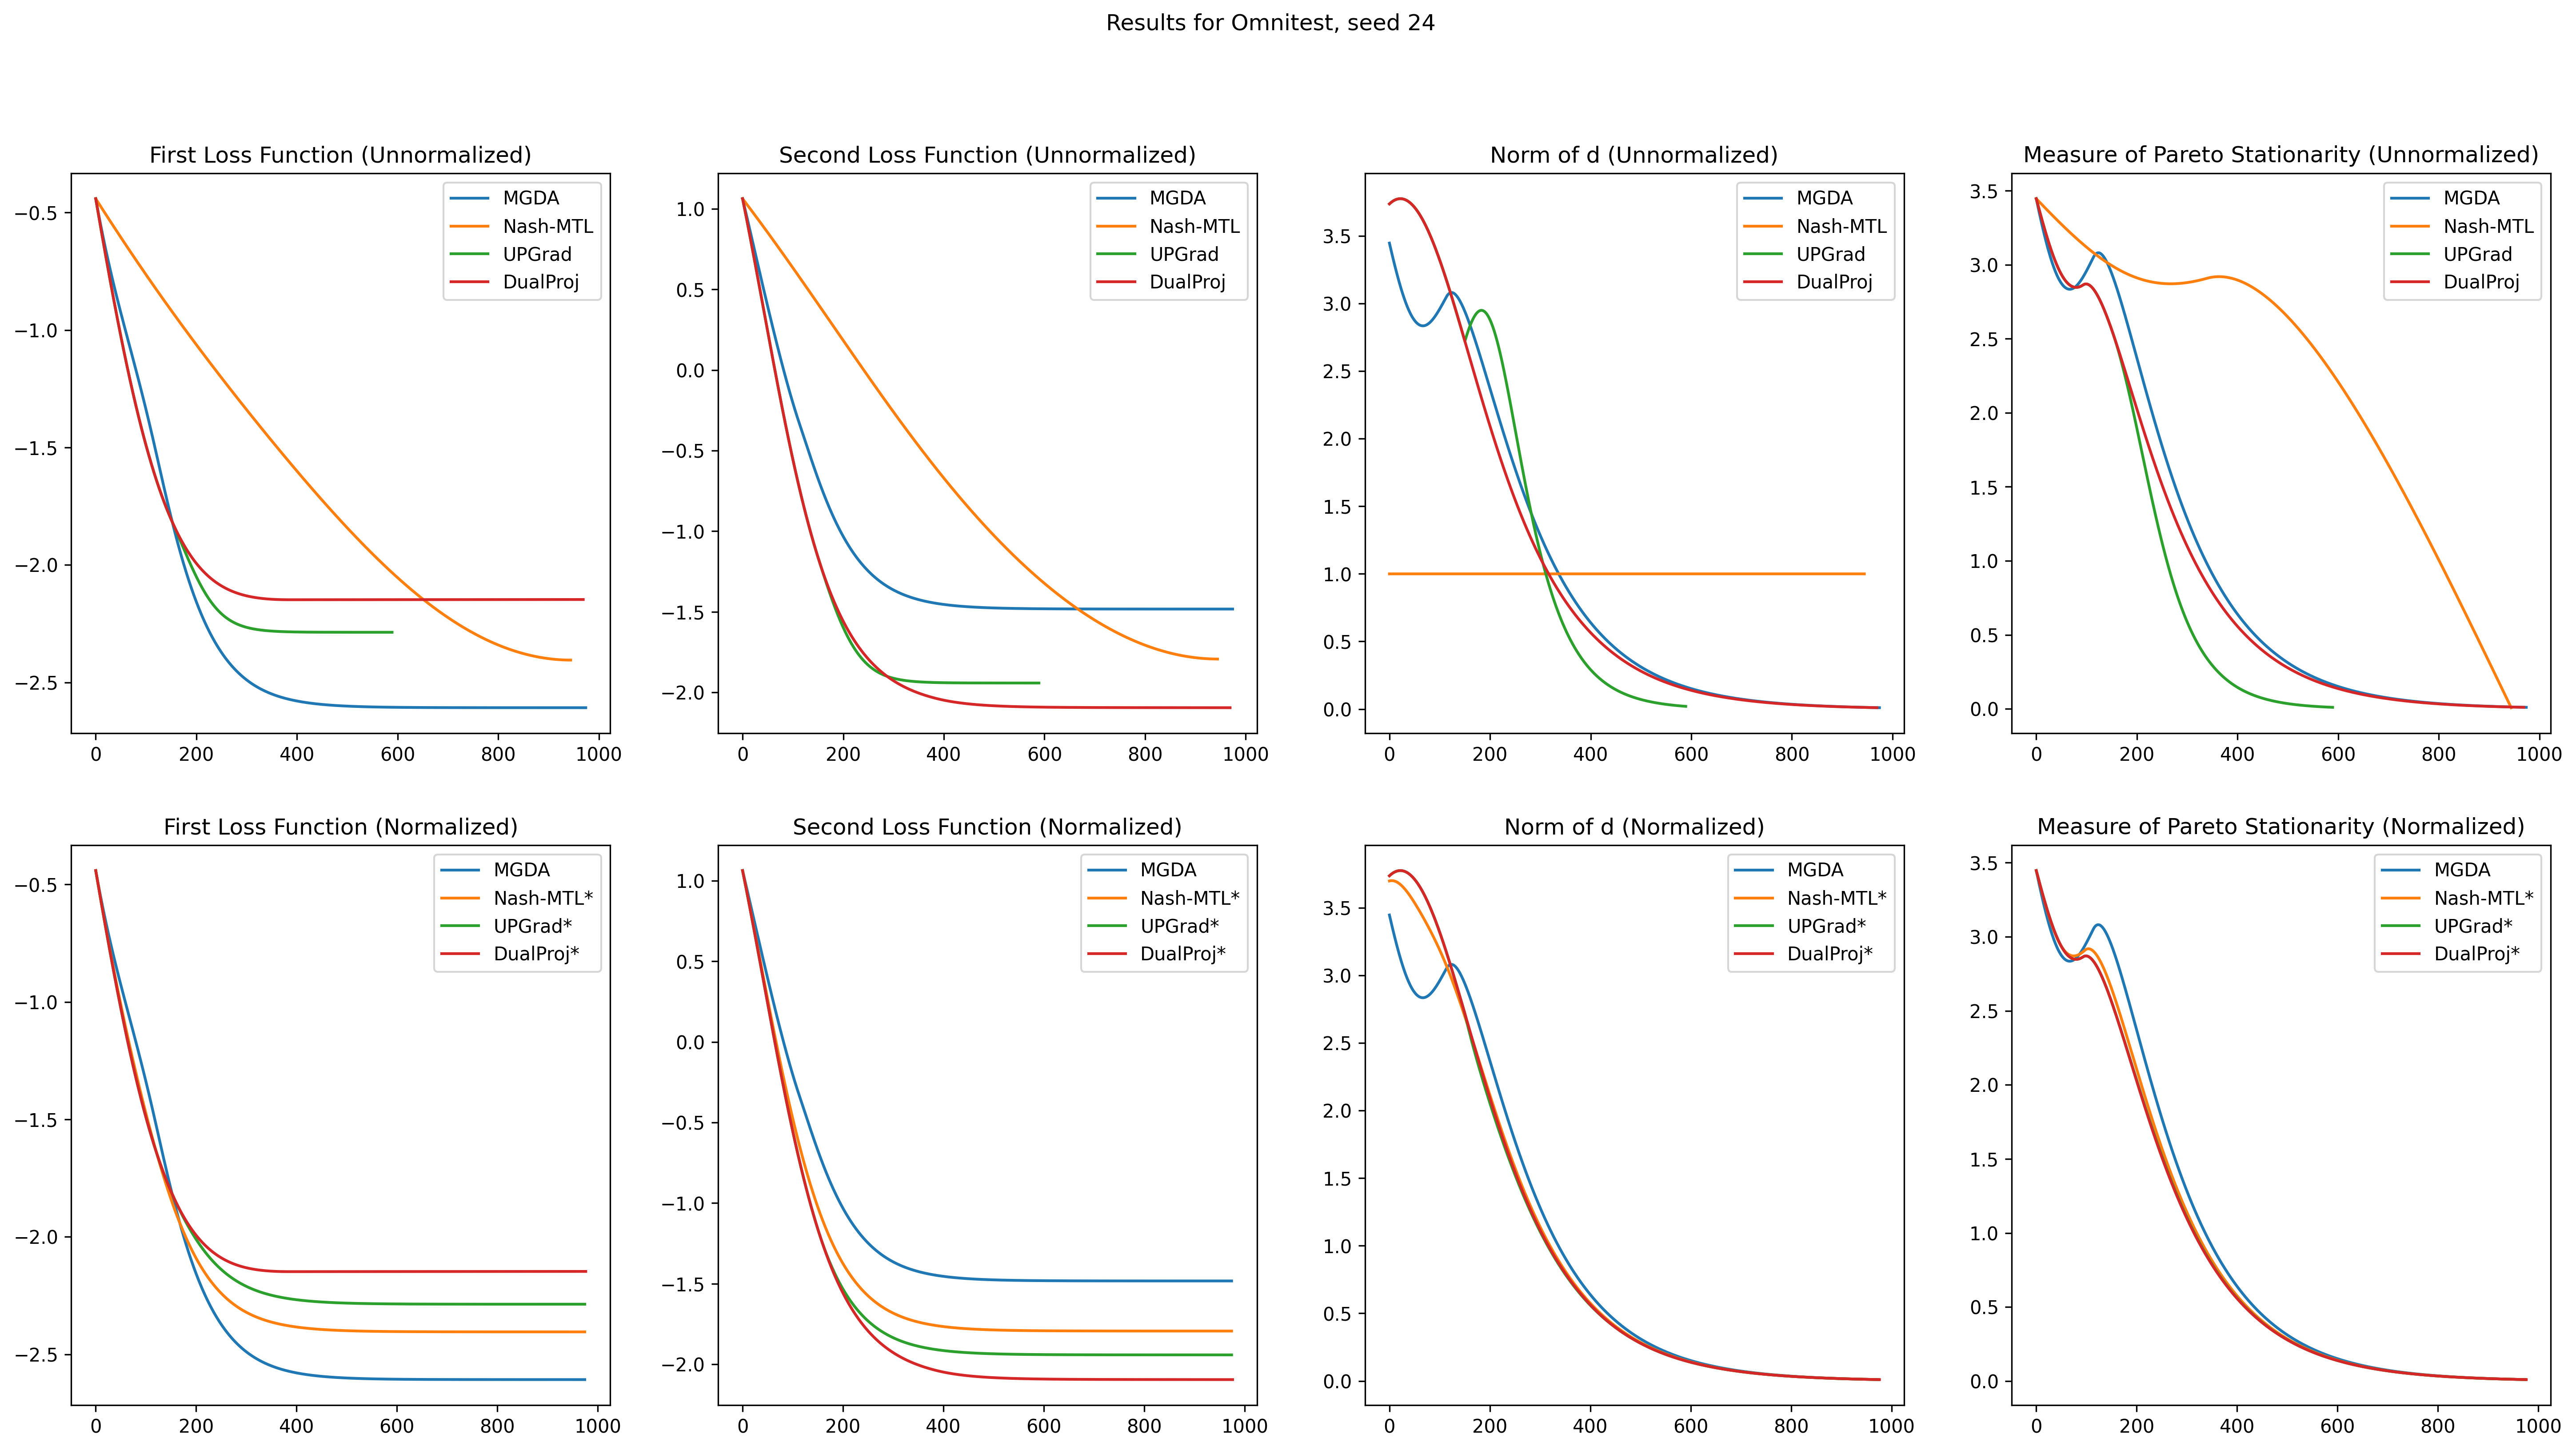 Results for Omnitest, seed 24
First Loss Function (Unnormalized)
MGDA
Nash-MTL
UPGrad
DualProj
−0.5
−1.0
−1.5
−2.0
−2.5
0 200 400 600 800 1000
Second Loss Function (Unnormalized)
MGDA
Nash-MTL
UPGrad
DualProj
1.0
0.5
0.0
−0.5
−1.0
−1.5
−2.0
0 200 400 600 800 1000
Norm of d (Unnormalized)
MGDA
Nash-MTL
UPGrad
DualProj
3.5
3.0
2.5
2.0
1.5
1.0
0.5
0.0
0 200 400 600 800 1000
Measure of Pareto Stationarity (Unnormalized)
MGDA
Nash-MTL
UPGrad
DualProj
3.5
3.0
2.5
2.0
1.5
1.0
0.5
0.0
0 200 400 600 800 1000
First Loss Function (Normalized)
MGDA
Nash-MTL*
UPGrad*
DualProj*
−0.5
−1.0
−1.5
−2.0
−2.5
0 200 400 600 800 1000
Second Loss Function (Normalized)
MGDA
Nash-MTL*
UPGrad*
DualProj*
1.0
0.5
0.0
−0.5
−1.0
−1.5
−2.0
0 200 400 600 800 1000
Norm of d (Normalized)
MGDA
Nash-MTL*
UPGrad*
DualProj*
3.5
3.0
2.5
2.0
1.5
1.0
0.5
0.0
0 200 400 600 800 1000
Measure of Pareto Stationarity (Normalized)
MGDA
Nash-MTL*
UPGrad*
DualProj*
3.5
3.0
2.5
2.0
1.5
1.0
0.5
0.0
0 200 400 600 800 1000